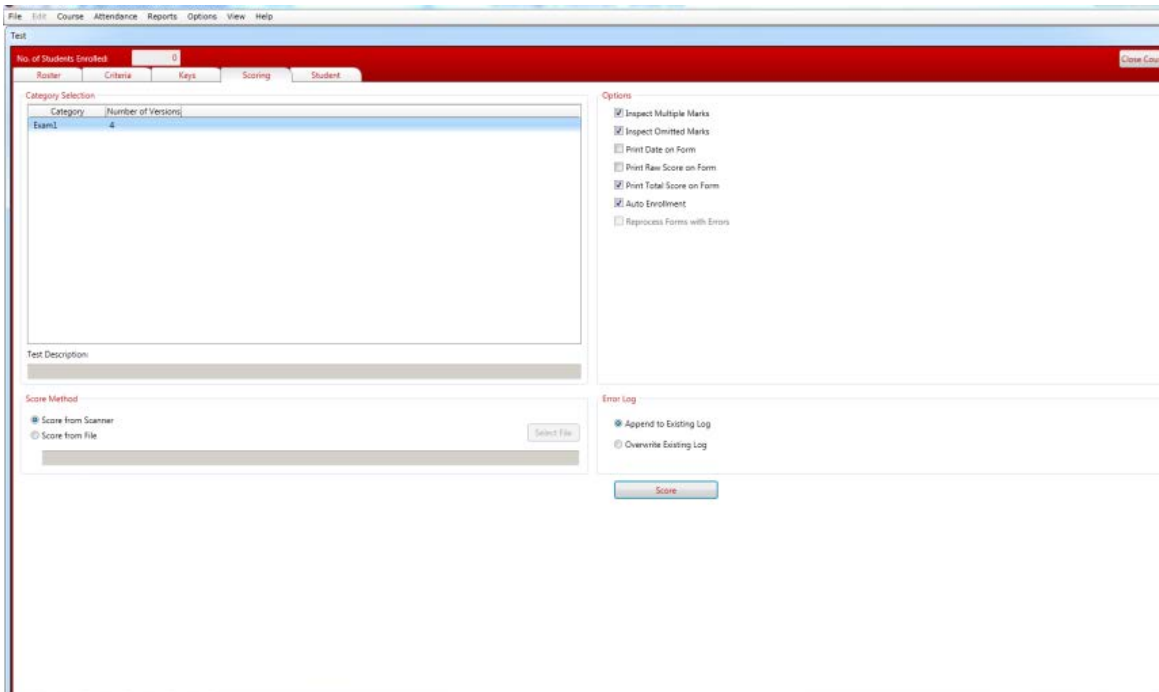 File Edit Course Attendance Reports Options View Help
Test
No. of Students Enrolled: 0
Close Cou
Roster Criteria Keys Scoring Student
Category Selection
Category Number of Versions
Exam1 4
Test Description:
Options
Inspect Multiple Marks
Inspect Omitted Marks
Print Date on Form
Print Raw Score on Form
Print Total Score on Form
Auto Enrollment
Reprocess Forms with Errors
Score Method
Score from Scanner
Score from File
Select File
Error Log
Append to Existing Log
Overwrite Existing Log
Score